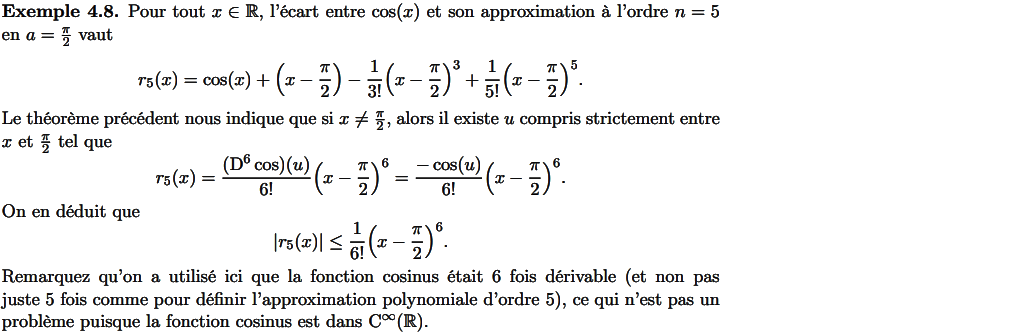 Exemple 4.8. Pour tout x ∈ ℝ, l'écart entre cos(x) et son approximation à l'ordre n = 5
en a = π/2 vaut
r₅(x) = cos(x) + (x − π/2) − 1/3! (x − π/2)³ + 1/5! (x − π/2)⁵.
Le théorème précédent nous indique que si x ≠ π/2, alors il existe u compris strictement entre
x et π/2 tel que
r₅(x) = (D⁶ cos)(u)/6! (x − π/2)⁶ = − cos(u)/6! (x − π/2)⁶.
On en déduit que
|r₅(x)| ≤ 1/6! (x − π/2)⁶.
Remarquez qu'on a utilisé ici que la fonction cosinus était 6 fois dérivable (et non pas
juste 5 fois comme pour définir l'approximation polynomiale d'ordre 5), ce qui n'est pas un
problème puisque la fonction cosinus est dans C^∞(ℝ).